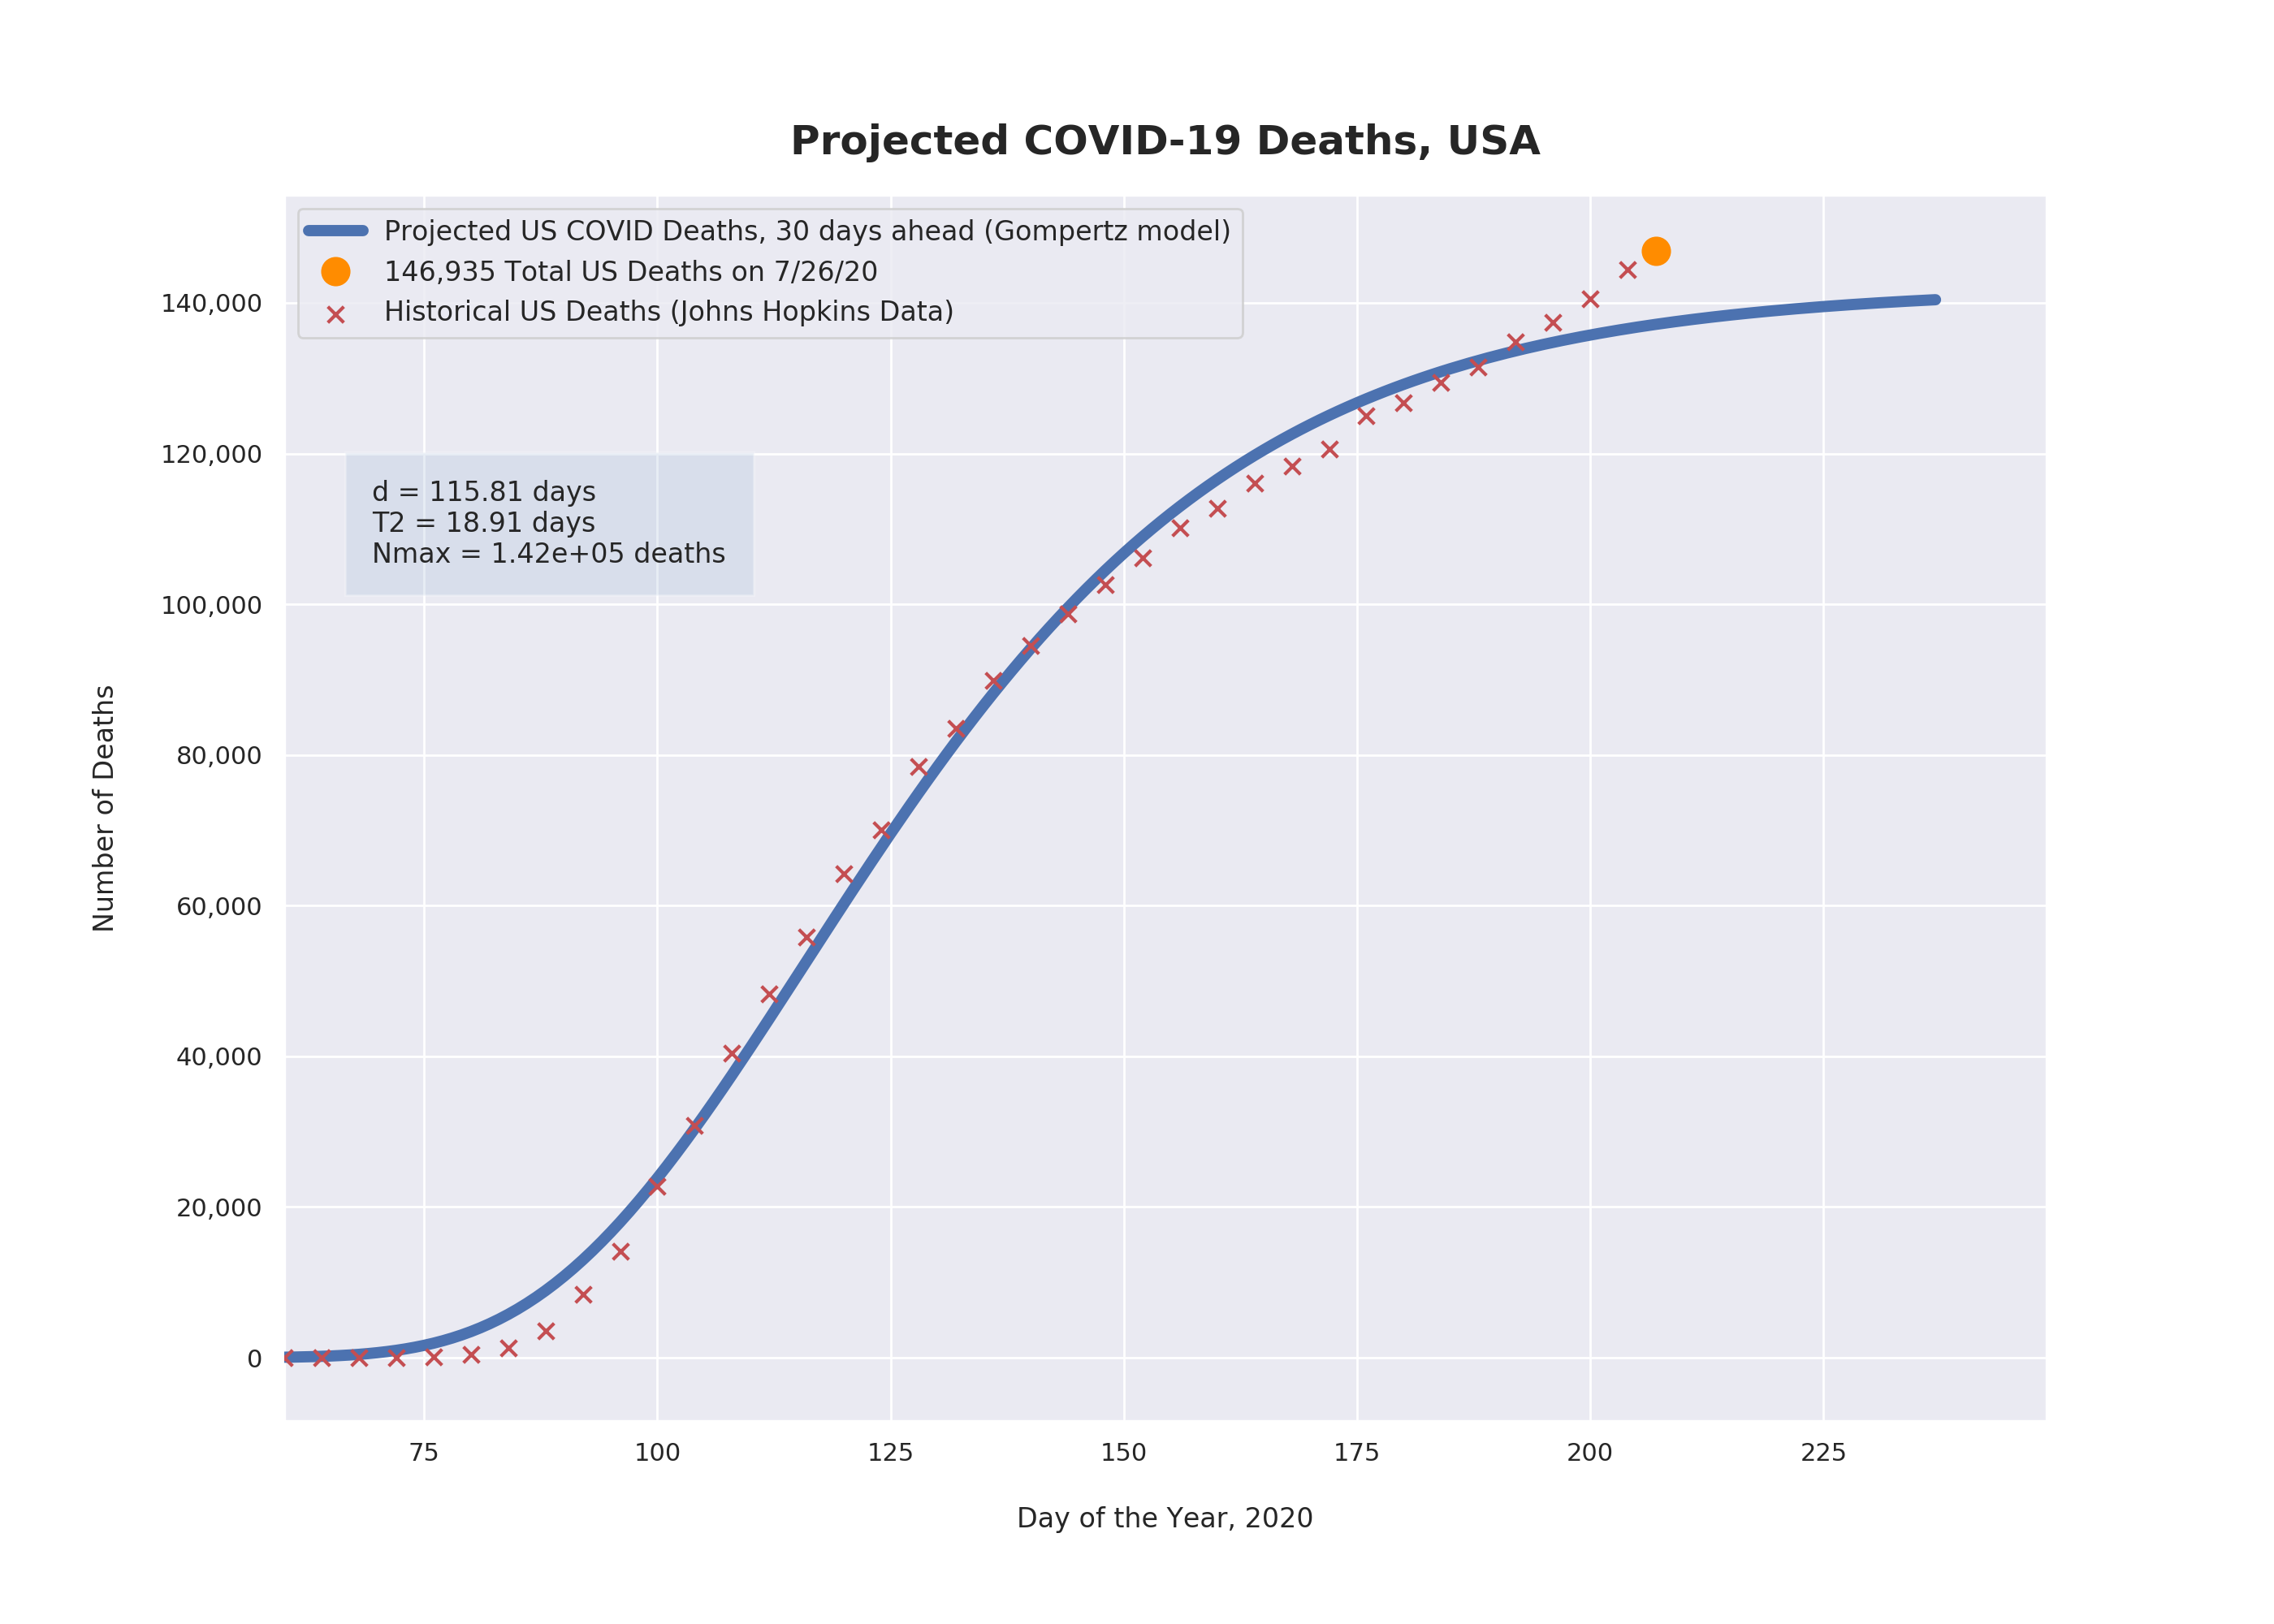 Projected COVID-19 Deaths, USA
Projected US COVID Deaths, 30 days ahead (Gompertz model)
146,935 Total US Deaths on 7/26/20
Historical US Deaths (Johns Hopkins Data)
d = 115.81 days
T2 = 18.91 days
Nmax = 1.42e+05 deaths
Number of Deaths
140,000
120,000
100,000
80,000
60,000
40,000
20,000
0
75 100 125 150 175 200 225
Day of the Year, 2020